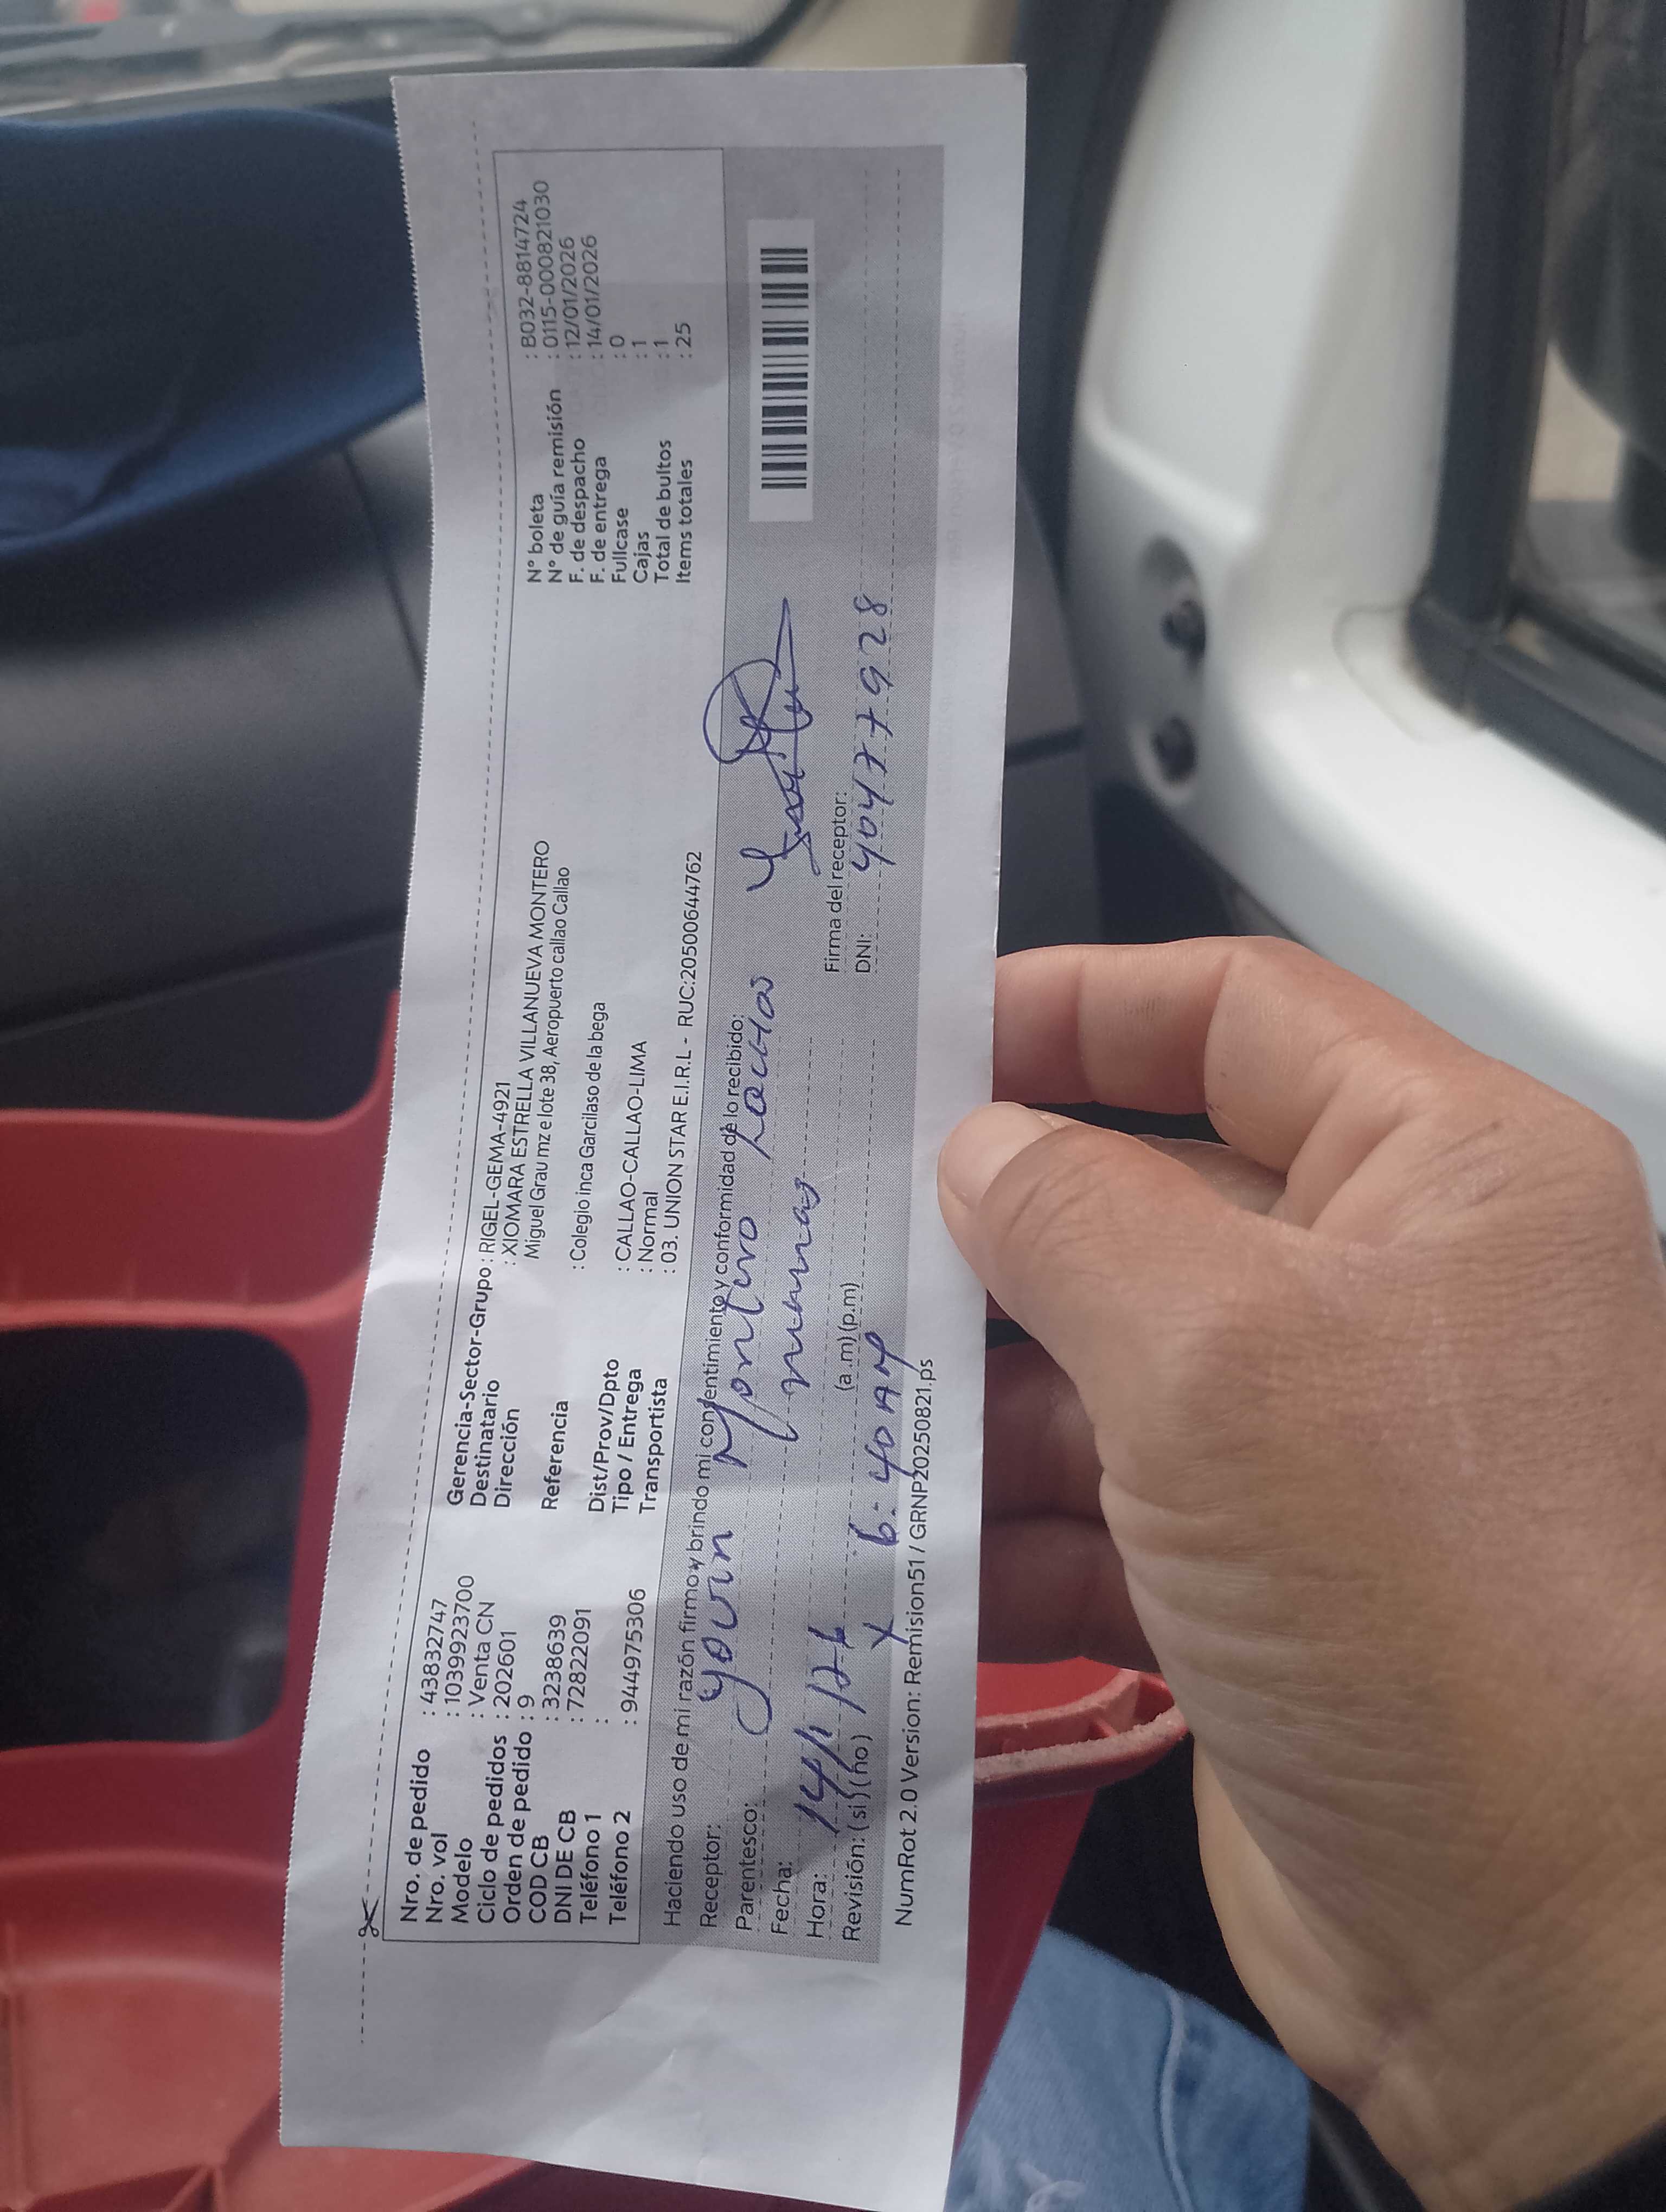 Nro. de pedido : 43832747
Nro. vol : 1039923700
Modelo : Venta CN
Ciclo de pedidos : 202601
Orden de pedido : 9
COD CB : 3238639
DNI DE CB : 72822091
Teléfono 1 :
Teléfono 2 : 944975306
Gerencia-Sector-Grupo : RIGEL-GEMA-4921
Destinatario : XIOMARA ESTRELLA VILLANUEVA MONTERO
Dirección Miguel Grau mz e lote 38, Aeropuerto callao Callao
Referencia : Colegio inca Garcilaso de la bega
Dist/Prov/Dpto : CALLAO-CALLAO-LIMA
Tipo / Entrega : Normal
Transportista : 03. UNION STAR E.I.R.L - RUC:20500644762
N° boleta : B032-8814724
N° de guía remisión : 0115-000821030
F. de despacho : 12/01/2026
F. de entrega : 14/01/2026
Fullcase : 0
Cajas : 1
Total de bultos : 1
Items totales : 25
Haciendo uso de mi razón firmo y brindo mi consentimiento y conformidad de lo recibido:
Receptor: Montero
Parentesco:
Fecha: 14/1/26
Hora: 6:40 AM (a .m) (p.m)
Revisión: (si) (no) X
Firma del receptor:
DNI: 40477928
NumRot 2.0 Version: Remision51 / GRNP20250821.ps